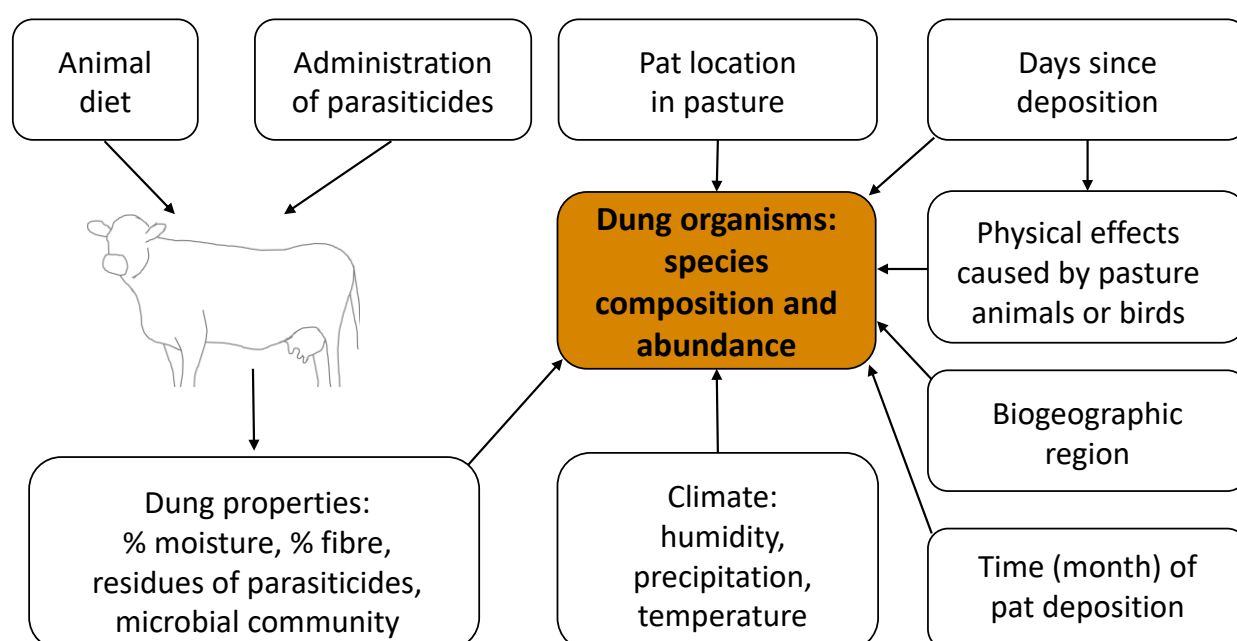 Animal
diet
Administration
of parasiticides
Pat location
in pasture
Days since
deposition
Dung organisms:
species
composition and
abundance
Physical effects
caused by pasture
animals or birds
Biogeographic
region
Dung properties:
% moisture, % fibre,
residues of parasiticides,
microbial community
Climate:
humidity,
precipitation,
temperature
Time (month) of
pat deposition